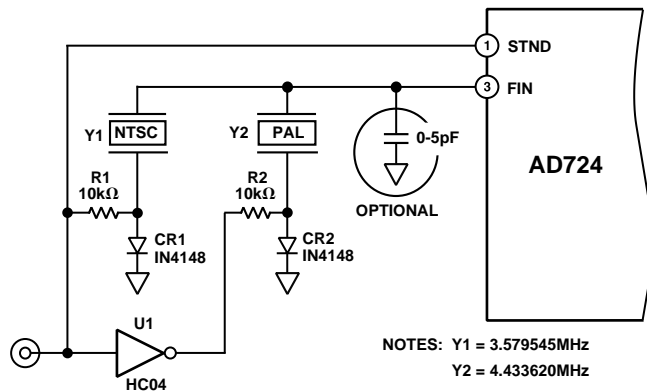 1 STND
3 FIN
Y1 NTSC
Y2 PAL
0-5pF
AD724
R1
10kΩ
R2
10kΩ
OPTIONAL
CR1
IN4148
CR2
IN4148
U1
HC04
NOTES: Y1 = 3.579545MHz
Y2 = 4.433620MHz